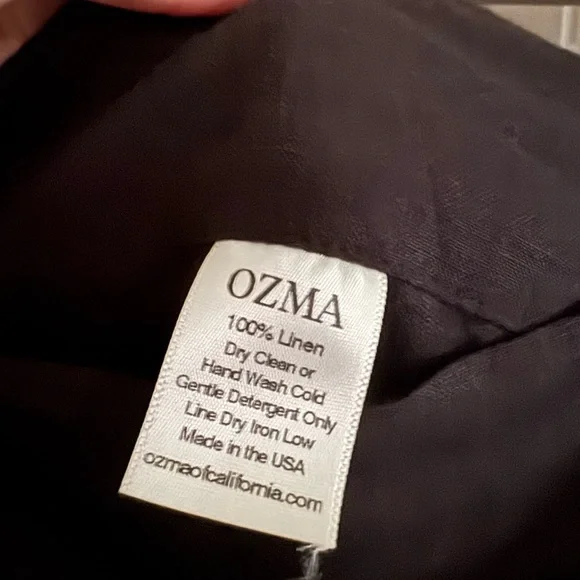 OZMA
100% Linen
Dry Clean or
Hand Wash Cold
Gentle Detergent Only
Line Dry Iron Low
Made in the USA
ozmaofcalifornia.com